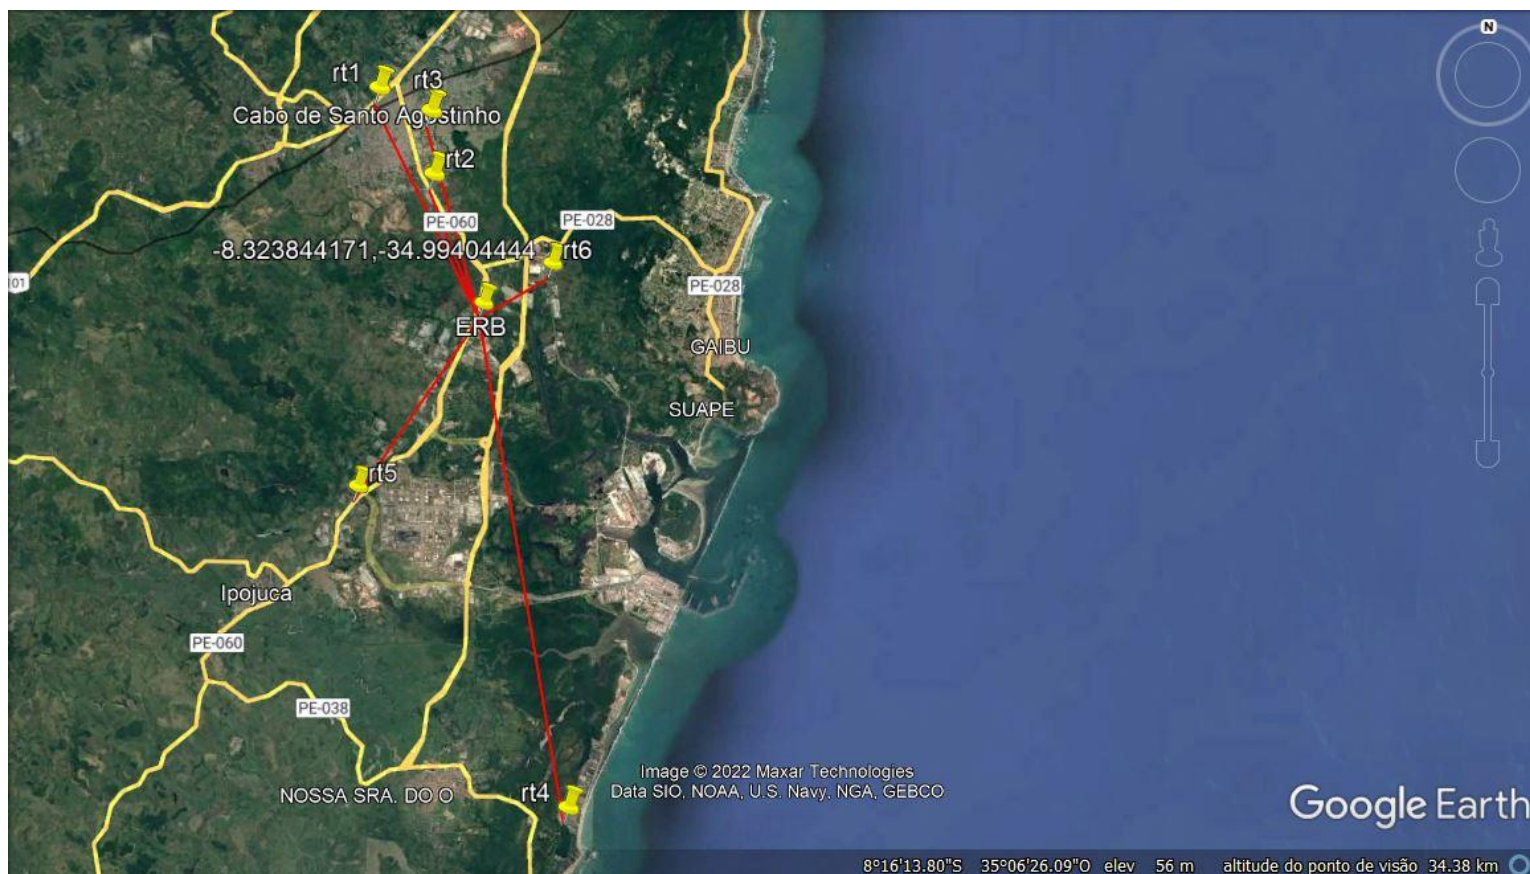 N
rt1
rt3
Cabo de Santo Agostinho
rt2
PE-060
PE-028
-8.323844171,-34.99404444
rt6
101
PE-028
ERB
GAIBU
SUAPE
rt5
Ipojuca
PE-060
PE-038
NOSSA SRA. DO O
rt4
Image © 2022 Maxar Technologies
Data SIO, NOAA, U.S. Navy, NGA, GEBCO
Google Earth
8°16'13.80"S 35°06'26.09"O elev 56 m altitude do ponto de visão 34.38 km